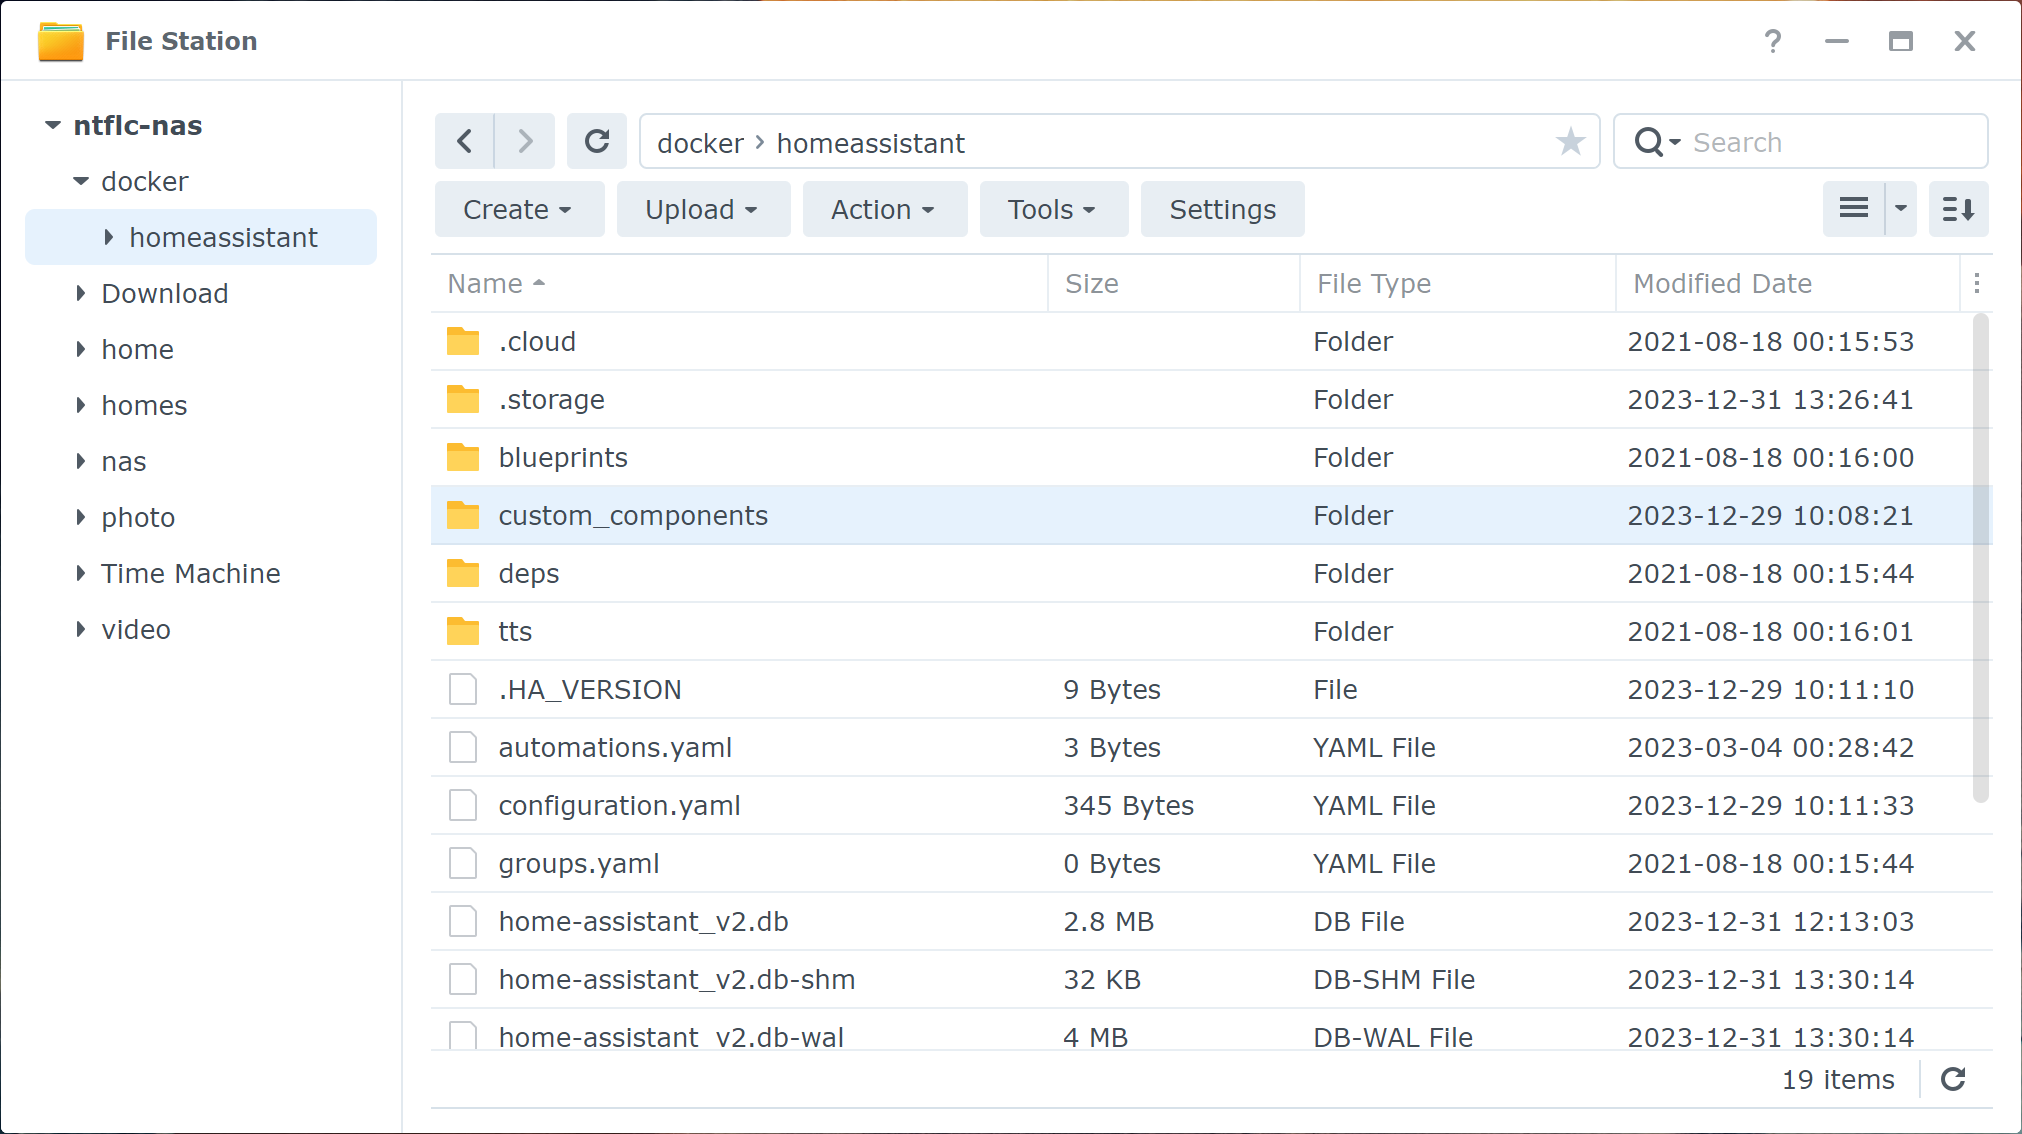 File Station
ntflc-nas
docker
homeassistant
Download
home
homes
nas
photo
Time Machine
video
docker > homeassistant
Search
Create Upload Action Tools Settings
Name Size File Type Modified Date
.cloud Folder 2021-08-18 00:15:53
.storage Folder 2023-12-31 13:26:41
blueprints Folder 2021-08-18 00:16:00
custom_components Folder 2023-12-29 10:08:21
deps Folder 2021-08-18 00:15:44
tts Folder 2021-08-18 00:16:01
.HA_VERSION 9 Bytes File 2023-12-29 10:11:10
automations.yaml 3 Bytes YAML File 2023-03-04 00:28:42
configuration.yaml 345 Bytes YAML File 2023-12-29 10:11:33
groups.yaml 0 Bytes YAML File 2021-08-18 00:15:44
home-assistant_v2.db 2.8 MB DB File 2023-12-31 12:13:03
home-assistant_v2.db-shm 32 KB DB-SHM File 2023-12-31 13:30:14
home-assistant_v2.db-wal 4 MB DB-WAL File 2023-12-31 13:30:14
19 items